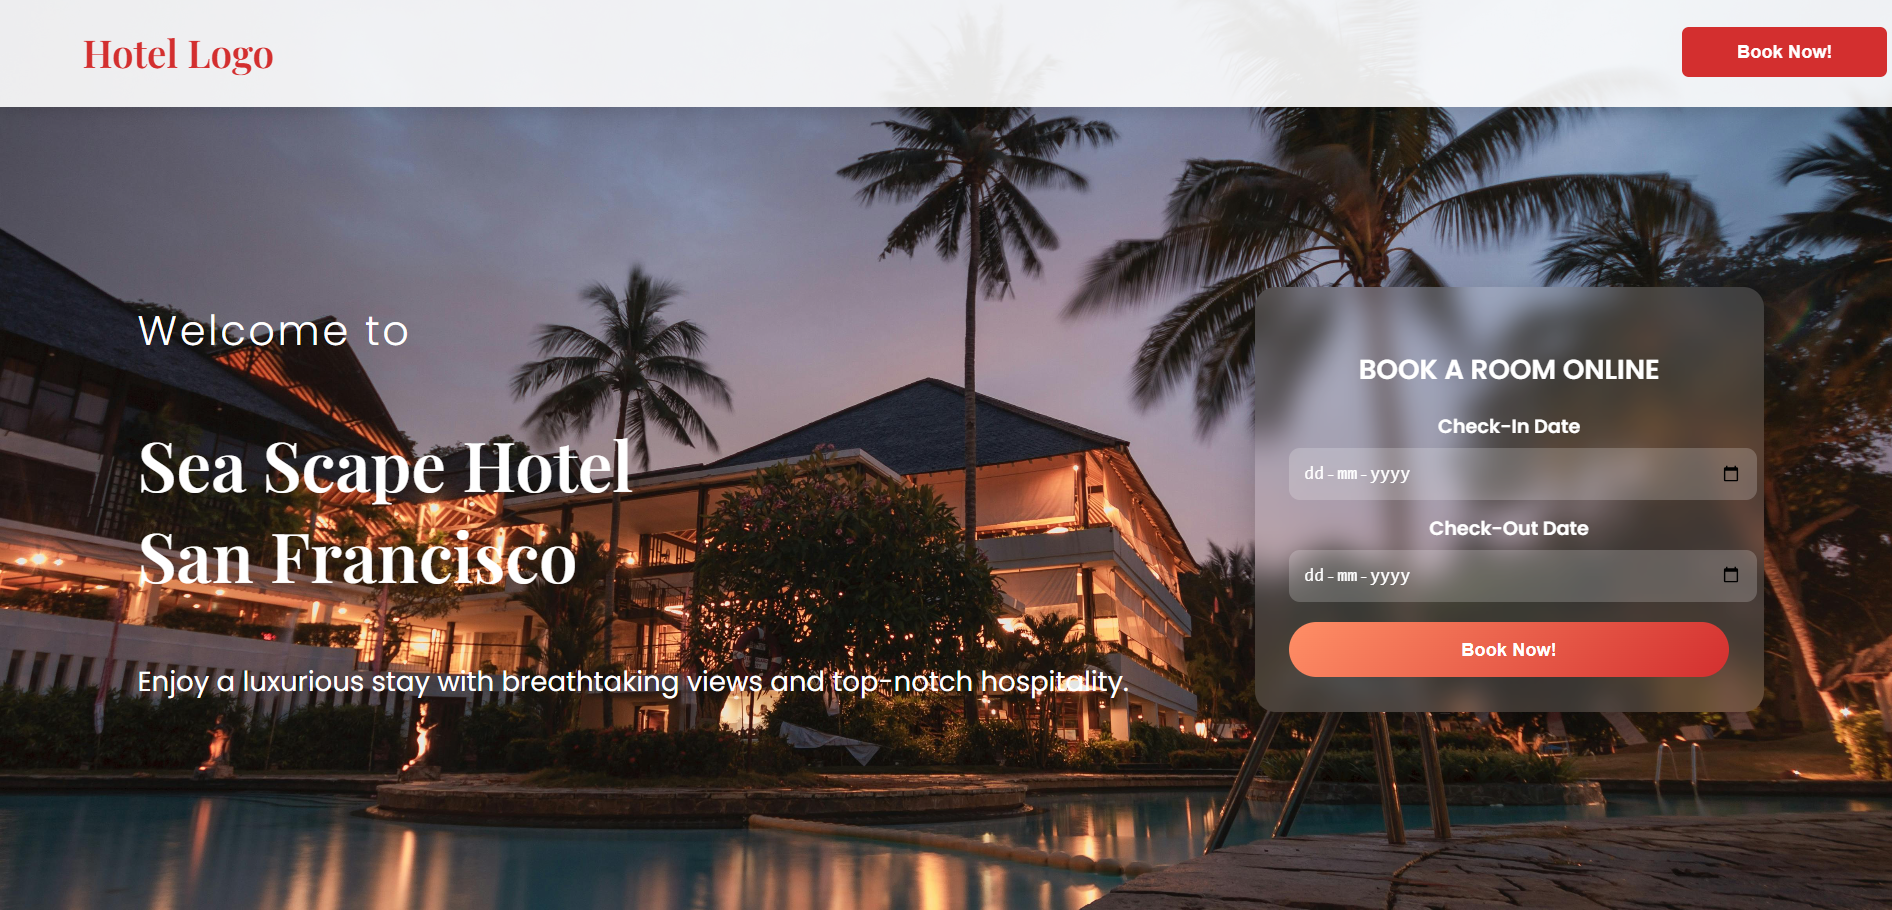 Hotel Logo
Book Now!
Welcome to
Sea Scape Hotel
San Francisco
Enjoy a luxurious stay with breathtaking views and top-notch hospitality.
BOOK A ROOM ONLINE
Check-In Date
dd-mm-yyyy
Check-Out Date
dd-mm-yyyy
Book Now!